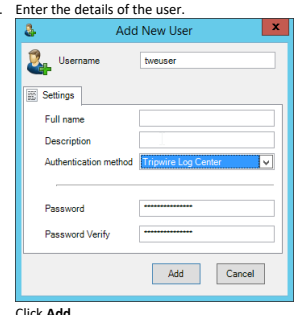 . Enter the details of the user.
Add New User
x
Username
tweuser
Settings
Full name
Description
Authentication method Tripwire Log Center
Password ***************
Password Verify ***************
Add Cancel
Click Add